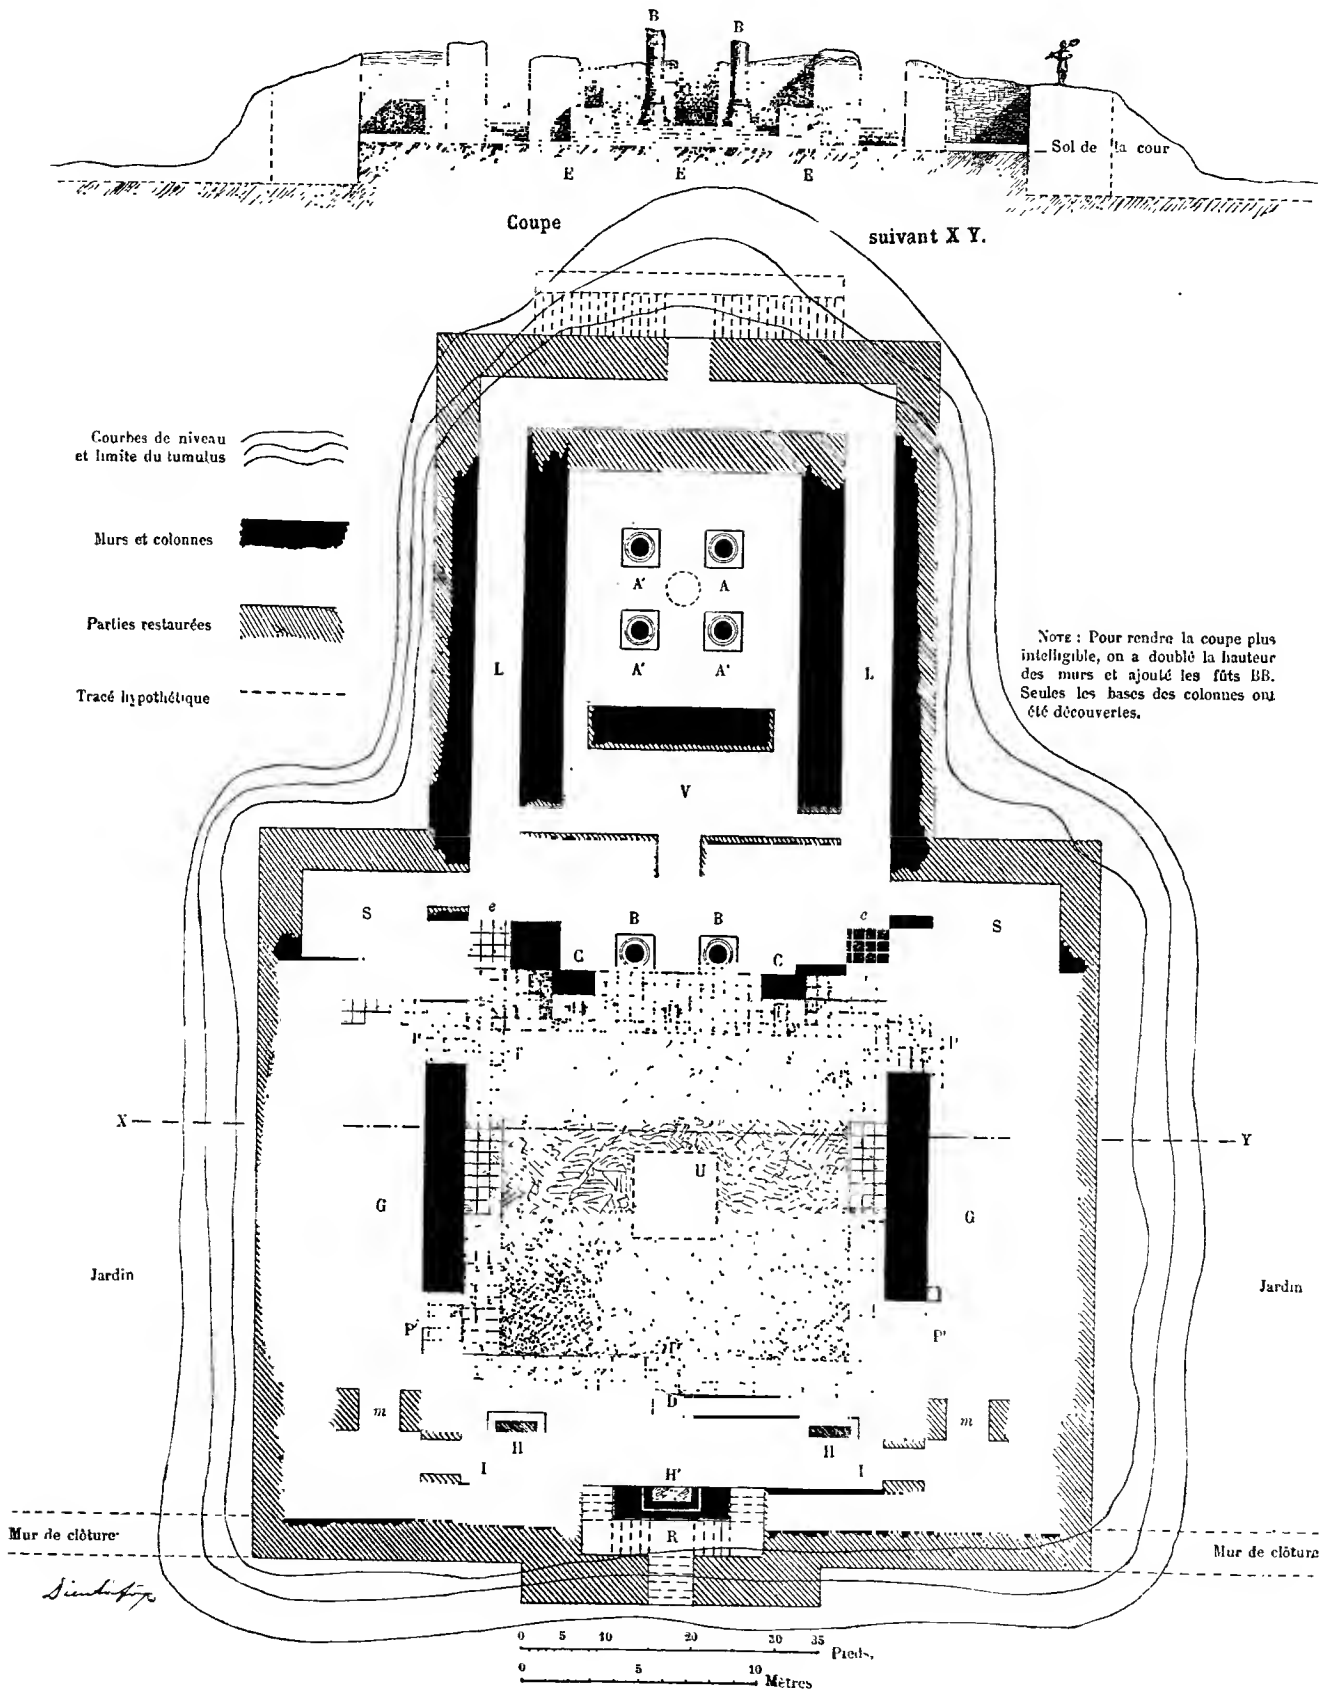 B B
Sol de la cour
E E E
Coupe suivant X Y.
Courbes de niveau
et limite du tumulus
Murs et colonnes
Parties restaurées
Tracé hypothétique
A' A
A' A'
L L
V
NOTE : Pour rendre la coupe plus
intelligible, on a doublé la hauteur
des murs et ajouté les fûts BB.
Seules les bases des colonnes ont
été découvertes.
S e B B e S
C C
X Y
U
G G
Jardin Jardin
P' P'
D
m m
H H
I H' I
R
Mur de clôture
Mur de clôture
0 5 10 20 30 35
Pieds.
0 5 10
Mètres